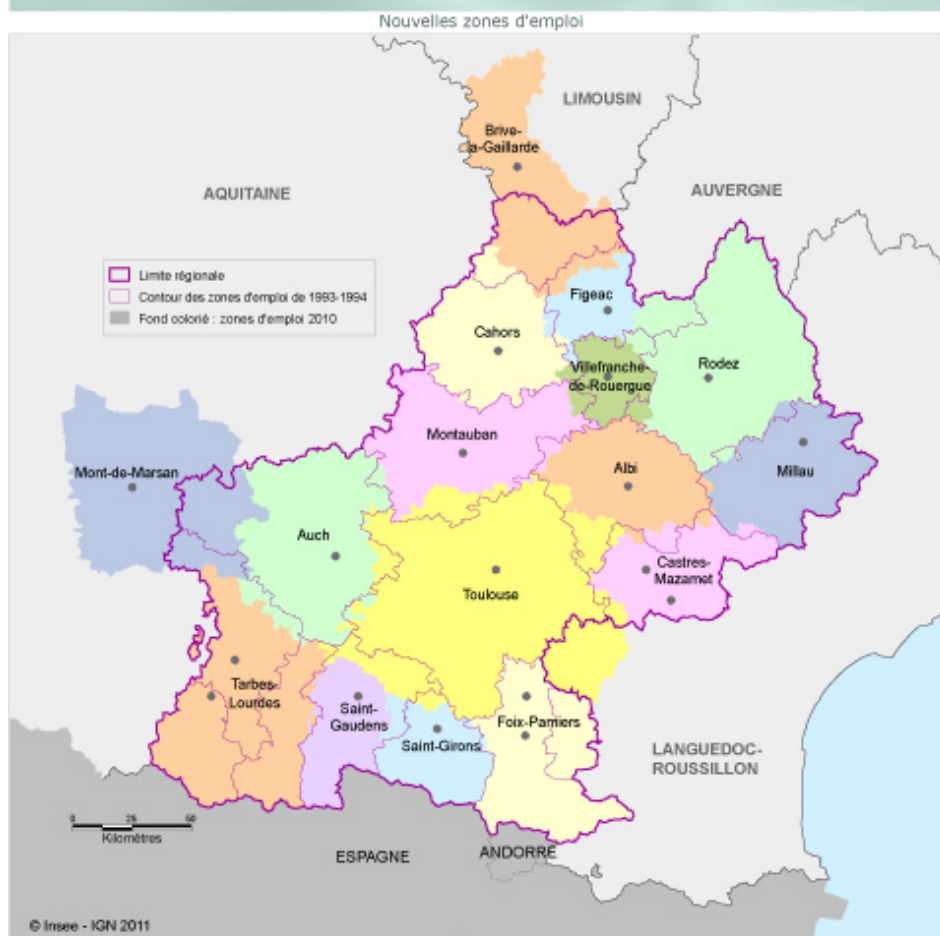 Nouvelles zones d'emploi
LIMOUSIN
Brive-
la-Gaillarde
AQUITAINE
AUVERGNE
Limite régionale
Contour des zones d'emploi de 1993-1994
Fond colorié : zones d'emploi 2010
Figeac
Cahors
Villefranche-
de-Rouergue
Rodez
Montauban
Mont-de-Marsan
Albi
Millau
Auch
Castres-
Mazamet
Toulouse
Tarbes-
Lourdes
Saint-
Gaudens
Saint-Girons
Foix-Pamiers
LANGUEDOC-
ROUSSILLON
0 25 50
Kilomètres
ESPAGNE
ANDORRE
© Insee - IGN 2011